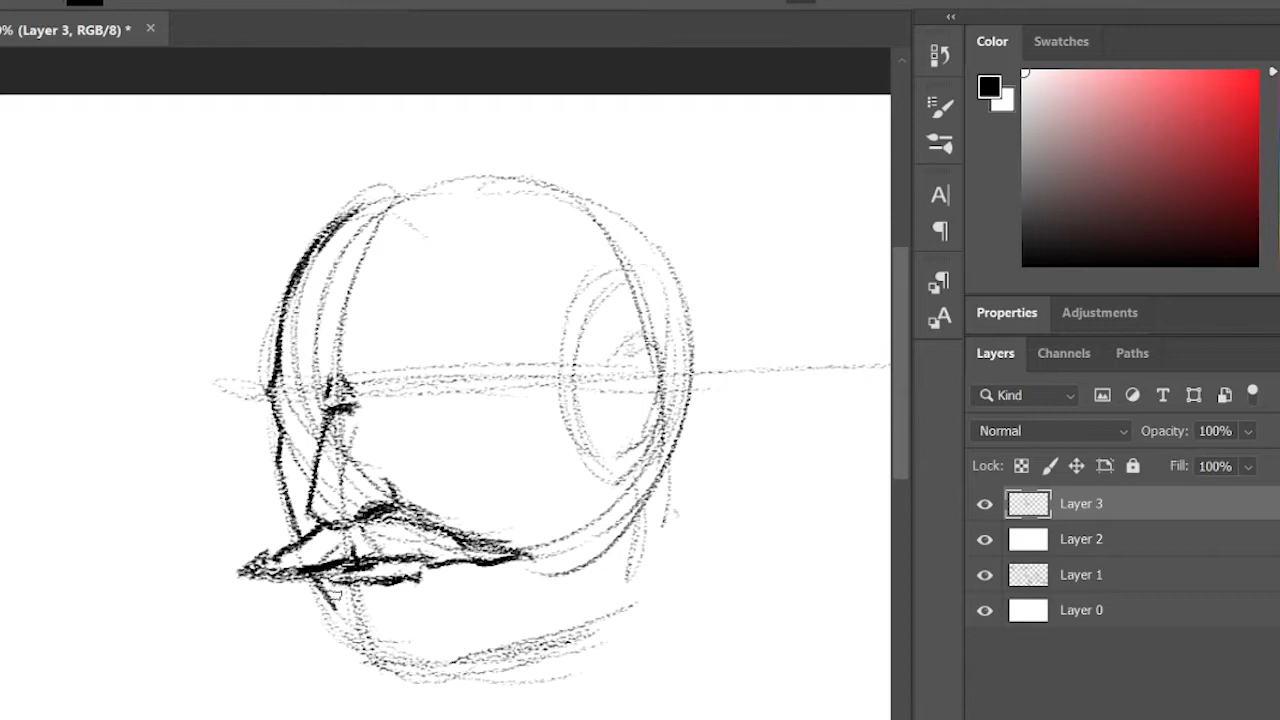 % (Layer 3, RGB/8) *
Color Swatches
Properties Adjustments
Layers Channels Paths
Kind
Normal Opacity: 100%
Lock: Fill: 100%
Layer 3
Layer 2
Layer 1
Layer 0